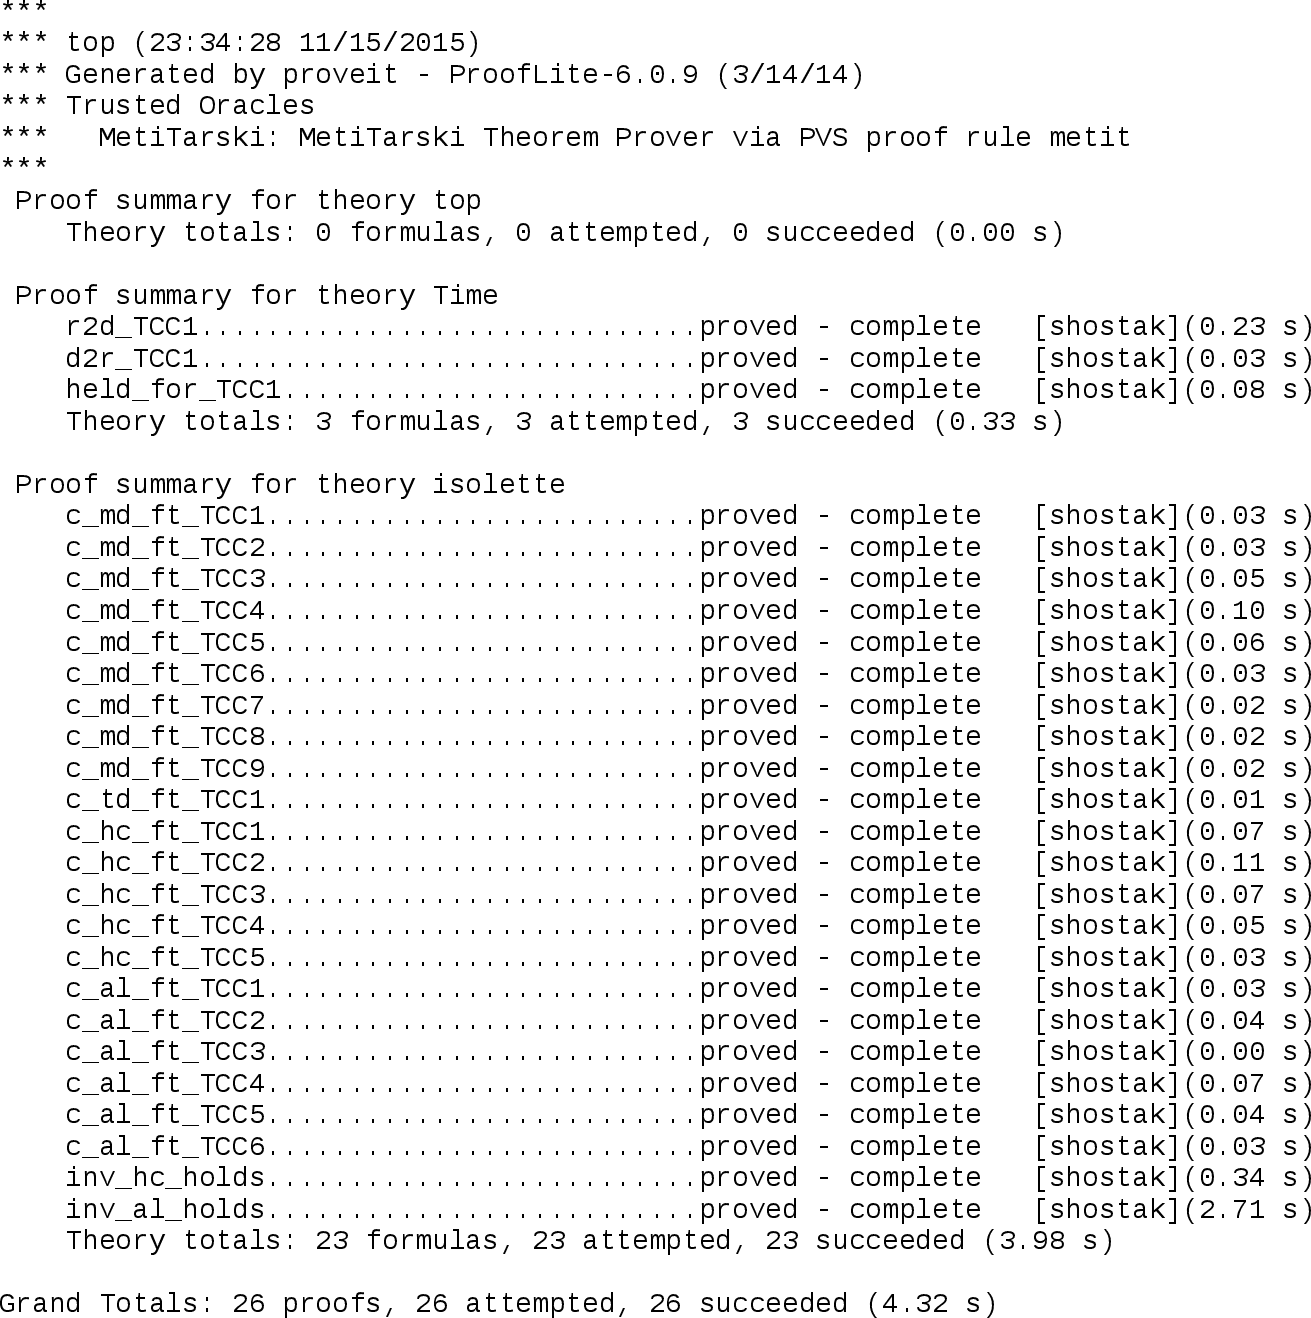 ***
*** top (23:34:28 11/15/2015)
*** Generated by proveit - ProofLite-6.0.9 (3/14/14)
*** Trusted Oracles
***   MetiTarski: MetiTarski Theorem Prover via PVS proof rule metit
***
 Proof summary for theory top
    Theory totals: 0 formulas, 0 attempted, 0 succeeded (0.00 s)

 Proof summary for theory Time
    r2d_TCC1..............................proved - complete   [shostak](0.23 s)
    d2r_TCC1..............................proved - complete   [shostak](0.03 s)
    held_for_TCC1.........................proved - complete   [shostak](0.08 s)
    Theory totals: 3 formulas, 3 attempted, 3 succeeded (0.33 s)

 Proof summary for theory isolette
    c_md_ft_TCC1..........................proved - complete   [shostak](0.03 s)
    c_md_ft_TCC2..........................proved - complete   [shostak](0.03 s)
    c_md_ft_TCC3..........................proved - complete   [shostak](0.05 s)
    c_md_ft_TCC4..........................proved - complete   [shostak](0.10 s)
    c_md_ft_TCC5..........................proved - complete   [shostak](0.06 s)
    c_md_ft_TCC6..........................proved - complete   [shostak](0.03 s)
    c_md_ft_TCC7..........................proved - complete   [shostak](0.02 s)
    c_md_ft_TCC8..........................proved - complete   [shostak](0.02 s)
    c_md_ft_TCC9..........................proved - complete   [shostak](0.02 s)
    c_td_ft_TCC1..........................proved - complete   [shostak](0.01 s)
    c_hc_ft_TCC1..........................proved - complete   [shostak](0.07 s)
    c_hc_ft_TCC2..........................proved - complete   [shostak](0.11 s)
    c_hc_ft_TCC3..........................proved - complete   [shostak](0.07 s)
    c_hc_ft_TCC4..........................proved - complete   [shostak](0.05 s)
    c_hc_ft_TCC5..........................proved - complete   [shostak](0.03 s)
    c_al_ft_TCC1..........................proved - complete   [shostak](0.03 s)
    c_al_ft_TCC2..........................proved - complete   [shostak](0.04 s)
    c_al_ft_TCC3..........................proved - complete   [shostak](0.00 s)
    c_al_ft_TCC4..........................proved - complete   [shostak](0.07 s)
    c_al_ft_TCC5..........................proved - complete   [shostak](0.04 s)
    c_al_ft_TCC6..........................proved - complete   [shostak](0.03 s)
    inv_hc_holds..........................proved - complete   [shostak](0.34 s)
    inv_al_holds..........................proved - complete   [shostak](2.71 s)
    Theory totals: 23 formulas, 23 attempted, 23 succeeded (3.98 s)

Grand Totals: 26 proofs, 26 attempted, 26 succeeded (4.32 s)